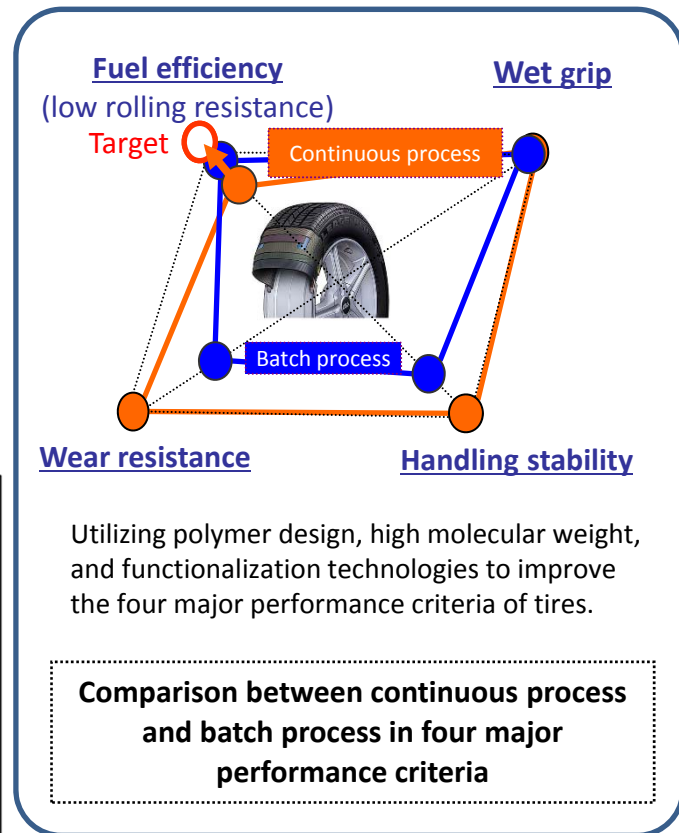 Fuel efficiency
(low rolling resistance)
Wet grip
Target
Continuous process
Batch process
Wear resistance
Handling stability
Utilizing polymer design, high molecular weight,
and functionalization technologies to improve
the four major performance criteria of tires.
Comparison between continuous process
and batch process in four major
performance criteria